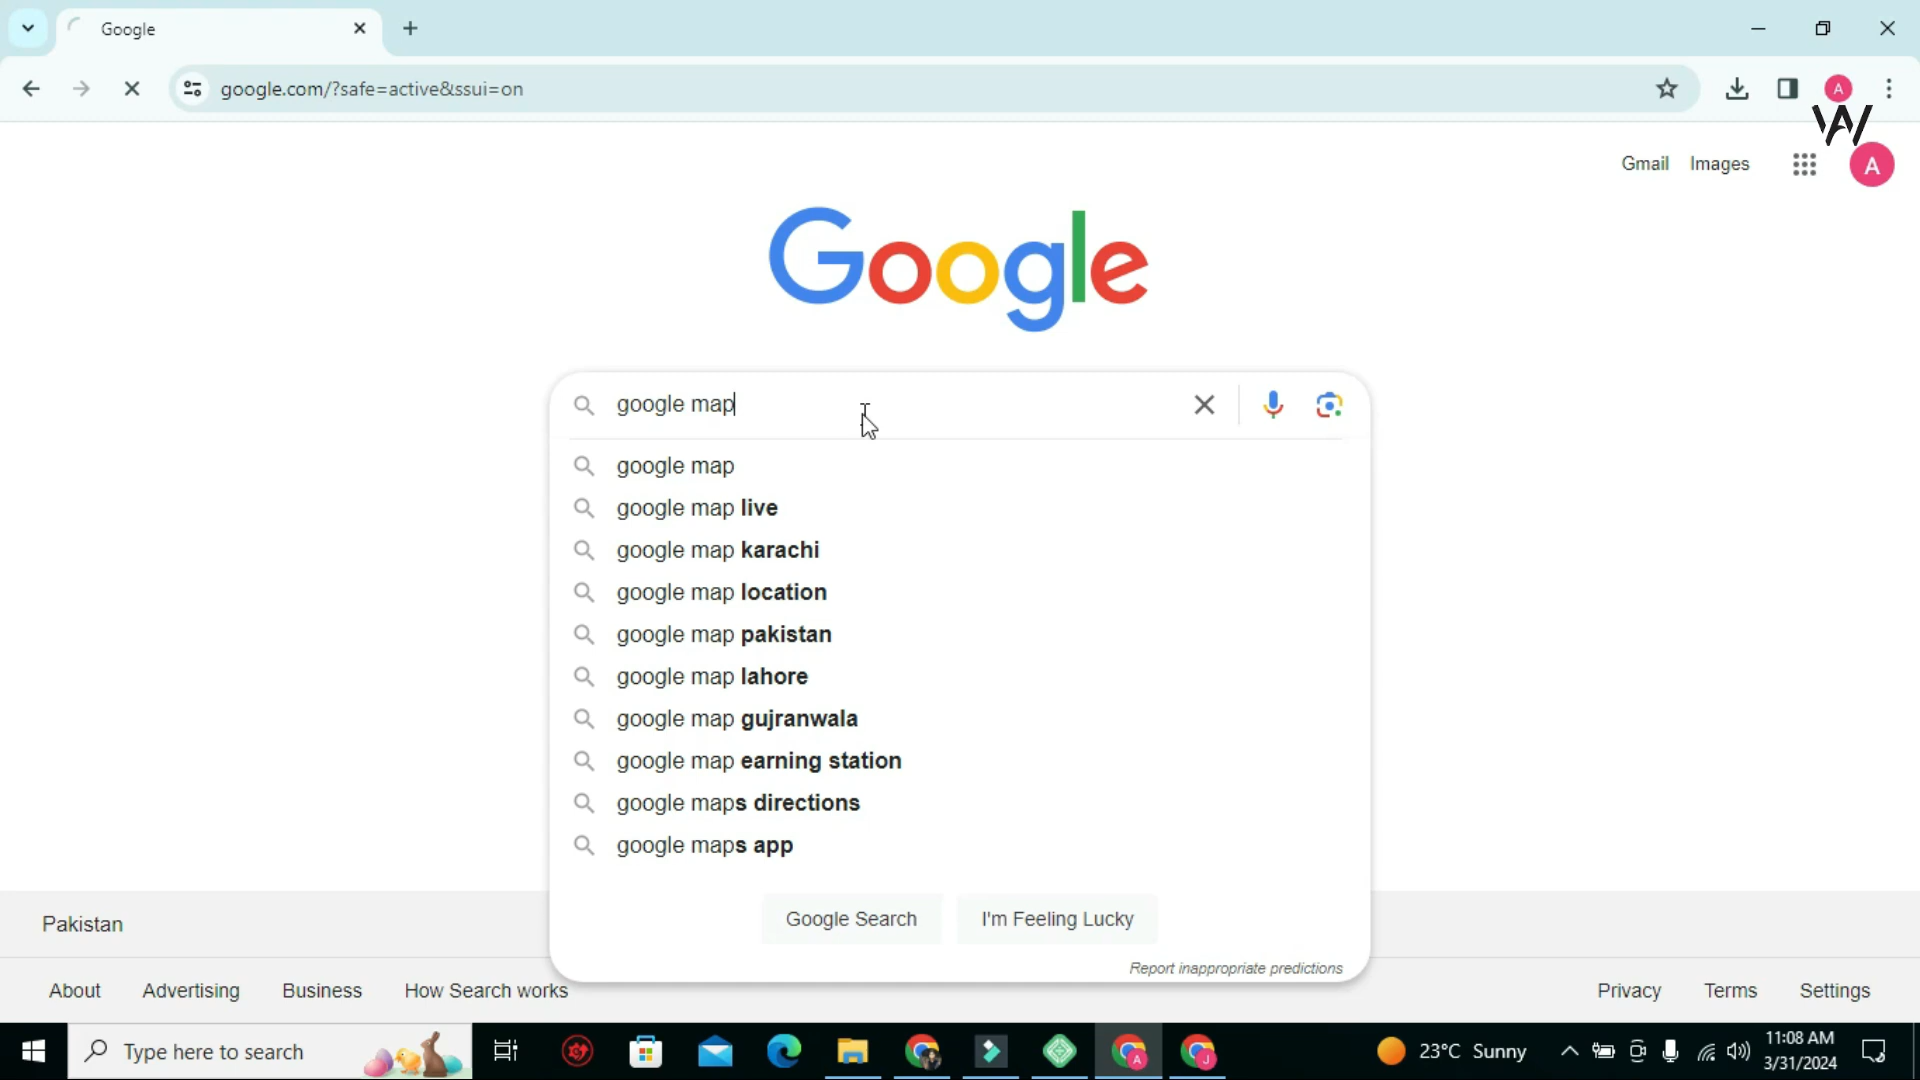 Google
google.com/?safe=active&ssui=on
A
Gmail
Images
A
Google
google map
google map
google map live
google map karachi
google map location
google map pakistan
google map lahore
google map gujranwala
google map earning station
google maps directions
google maps app
Google Search
I'm Feeling Lucky
Report inappropriate predictions
Pakistan
About
Advertising
Business
How Search works
Privacy
Terms
Settings
Type here to search
A
J
23°C Sunny
11:08 AM
3/31/2024